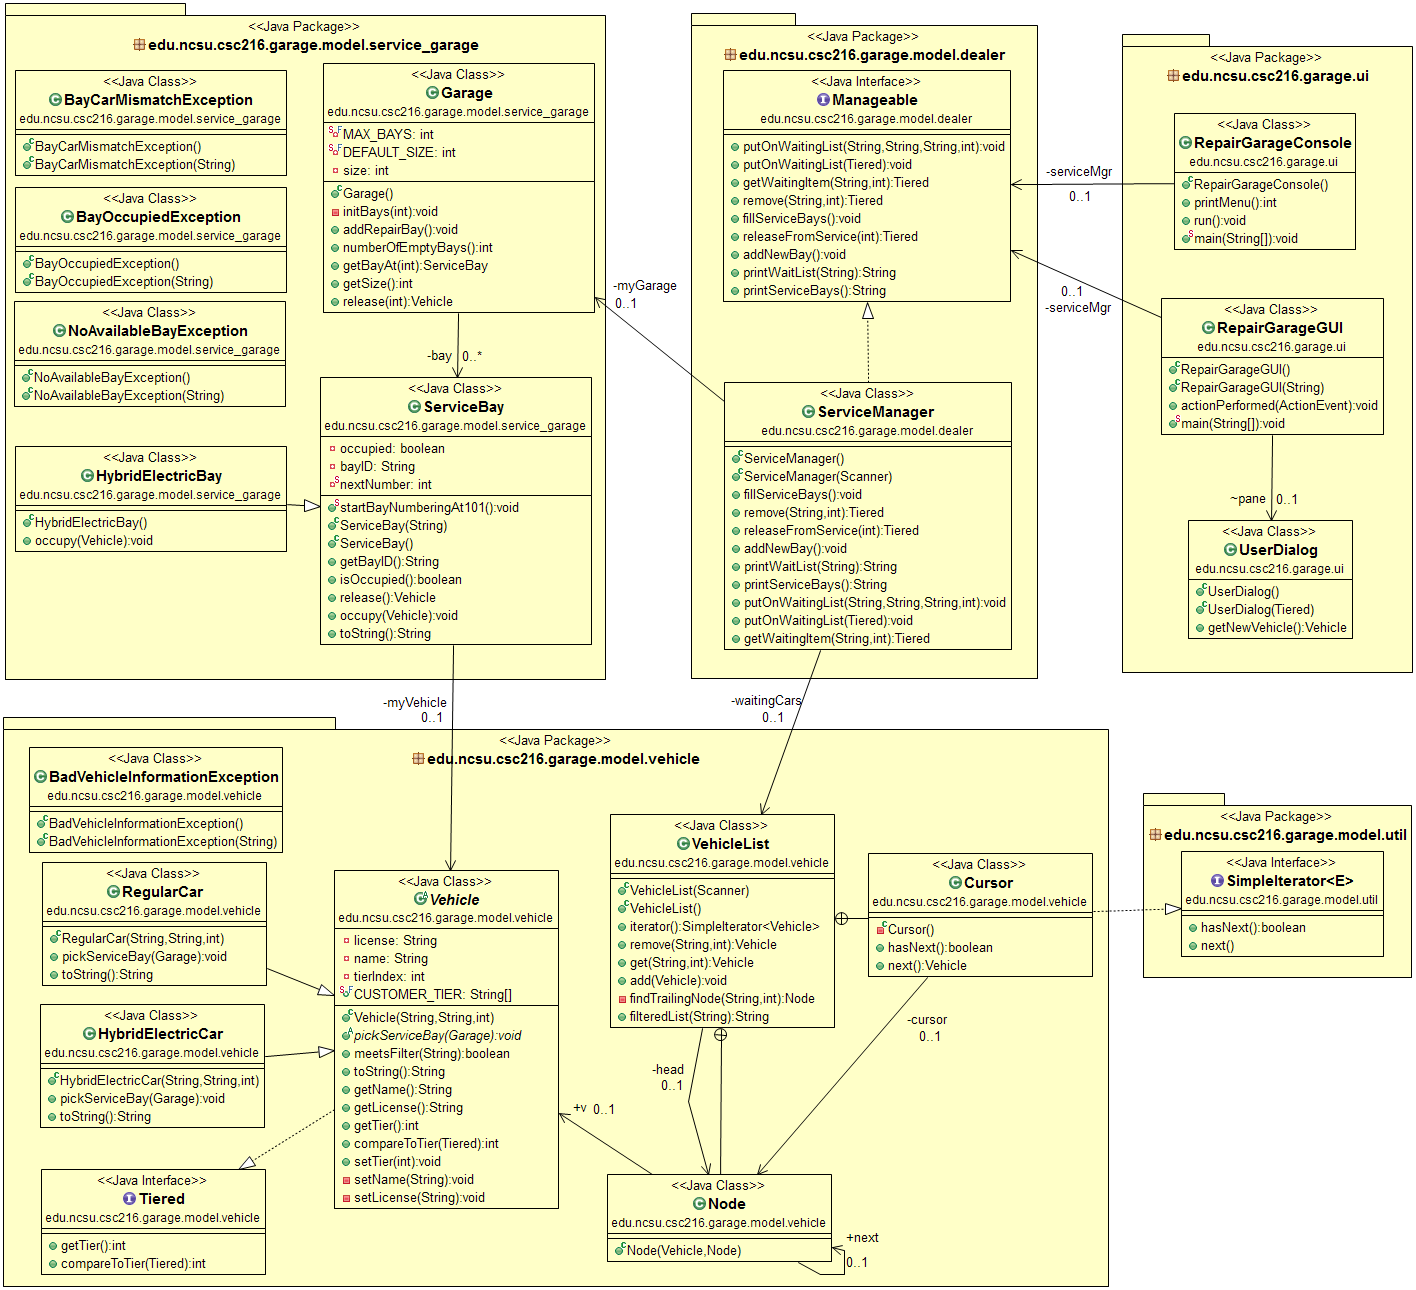 <<Java Package>>
edu.ncsu.csc216.garage.model.service_garage
<<Java Class>>
BayCarMismatchException
edu.ncsu.csc216.garage.model.service_garage
BayCarMismatchException()
BayCarMismatchException(String)
<<Java Class>>
BayOccupiedException
edu.ncsu.csc216.garage.model.service_garage
BayOccupiedException()
BayOccupiedException(String)
<<Java Class>>
NoAvailableBayException
edu.ncsu.csc216.garage.model.service_garage
NoAvailableBayException()
NoAvailableBayException(String)
<<Java Class>>
HybridElectricBay
edu.ncsu.csc216.garage.model.service_garage
HybridElectricBay()
occupy(Vehicle):void
<<Java Class>>
Garage
edu.ncsu.csc216.garage.model.service_garage
MAX_BAYS: int
DEFAULT_SIZE: int
size: int
Garage()
initBays(int):void
addRepairBay():void
numberOfEmptyBays():int
getBayAt(int):ServiceBay
getSize():int
release(int):Vehicle
-bay
0..*
<<Java Class>>
ServiceBay
edu.ncsu.csc216.garage.model.service_garage
occupied: boolean
bayID: String
nextNumber: int
startBayNumberingAt101():void
ServiceBay(String)
ServiceBay()
getBayID():String
isOccupied():boolean
release():Vehicle
occupy(Vehicle):void
toString():String
-myGarage
0..1
<<Java Package>>
edu.ncsu.csc216.garage.model.dealer
<<Java Interface>>
Manageable
edu.ncsu.csc216.garage.model.dealer
putOnWaitingList(String,String,String,int):void
putOnWaitingList(Tiered):void
getWaitingItem(String,int):Tiered
remove(String,int):Tiered
fillServiceBays():void
releaseFromService(int):Tiered
addNewBay():void
printWaitList(String):String
printServiceBays():String
<<Java Class>>
ServiceManager
edu.ncsu.csc216.garage.model.dealer
ServiceManager()
ServiceManager(Scanner)
fillServiceBays():void
remove(String,int):Tiered
releaseFromService(int):Tiered
addNewBay():void
printWaitList(String):String
printServiceBays():String
putOnWaitingList(String,String,String,int):void
putOnWaitingList(Tiered):void
getWaitingItem(String,int):Tiered
-serviceMgr
0..1
0..1
-serviceMgr
<<Java Package>>
edu.ncsu.csc216.garage.ui
<<Java Class>>
RepairGarageConsole
edu.ncsu.csc216.garage.ui
RepairGarageConsole()
printMenu():int
run():void
main(String[]):void
<<Java Class>>
RepairGarageGUI
edu.ncsu.csc216.garage.ui
RepairGarageGUI()
RepairGarageGUI(String)
actionPerformed(ActionEvent):void
main(String[]):void
~pane
0..1
<<Java Class>>
UserDialog
edu.ncsu.csc216.garage.ui
UserDialog()
UserDialog(Tiered)
getNewVehicle():Vehicle
-myVehicle
0..1
-waitingCars
0..1
<<Java Package>>
edu.ncsu.csc216.garage.model.vehicle
<<Java Class>>
BadVehicleInformationException
edu.ncsu.csc216.garage.model.vehicle
BadVehicleInformationException()
BadVehicleInformationException(String)
<<Java Class>>
RegularCar
edu.ncsu.csc216.garage.model.vehicle
RegularCar(String,String,int)
pickServiceBay(Garage):void
toString():String
<<Java Class>>
HybridElectricCar
edu.ncsu.csc216.garage.model.vehicle
HybridElectricCar(String,String,int)
pickServiceBay(Garage):void
toString():String
<<Java Interface>>
Tiered
edu.ncsu.csc216.garage.model.vehicle
getTier():int
compareToTier(Tiered):int
<<Java Class>>
Vehicle
edu.ncsu.csc216.garage.model.vehicle
license: String
name: String
tierIndex: int
CUSTOMER_TIER: String[]
Vehicle(String,String,int)
pickServiceBay(Garage):void
meetsFilter(String):boolean
toString():String
getName():String
getLicense():String
getTier():int
compareToTier(Tiered):int
setTier(int):void
setName(String):void
setLicense(String):void
<<Java Class>>
VehicleList
edu.ncsu.csc216.garage.model.vehicle
VehicleList(Scanner)
VehicleList()
iterator():SimpleIterator<Vehicle>
remove(String,int):Vehicle
get(String,int):Vehicle
add(Vehicle):void
findTrailingNode(String,int):Node
filteredList(String):String
<<Java Class>>
Cursor
edu.ncsu.csc216.garage.model.vehicle
Cursor()
hasNext():boolean
next():Vehicle
-cursor
0..1
-head
0..1
+v 0..1
<<Java Class>>
Node
edu.ncsu.csc216.garage.model.vehicle
Node(Vehicle,Node)
+next
0..1
<<Java Package>>
edu.ncsu.csc216.garage.model.util
<<Java Interface>>
SimpleIterator<E>
edu.ncsu.csc216.garage.model.util
hasNext():boolean
next()